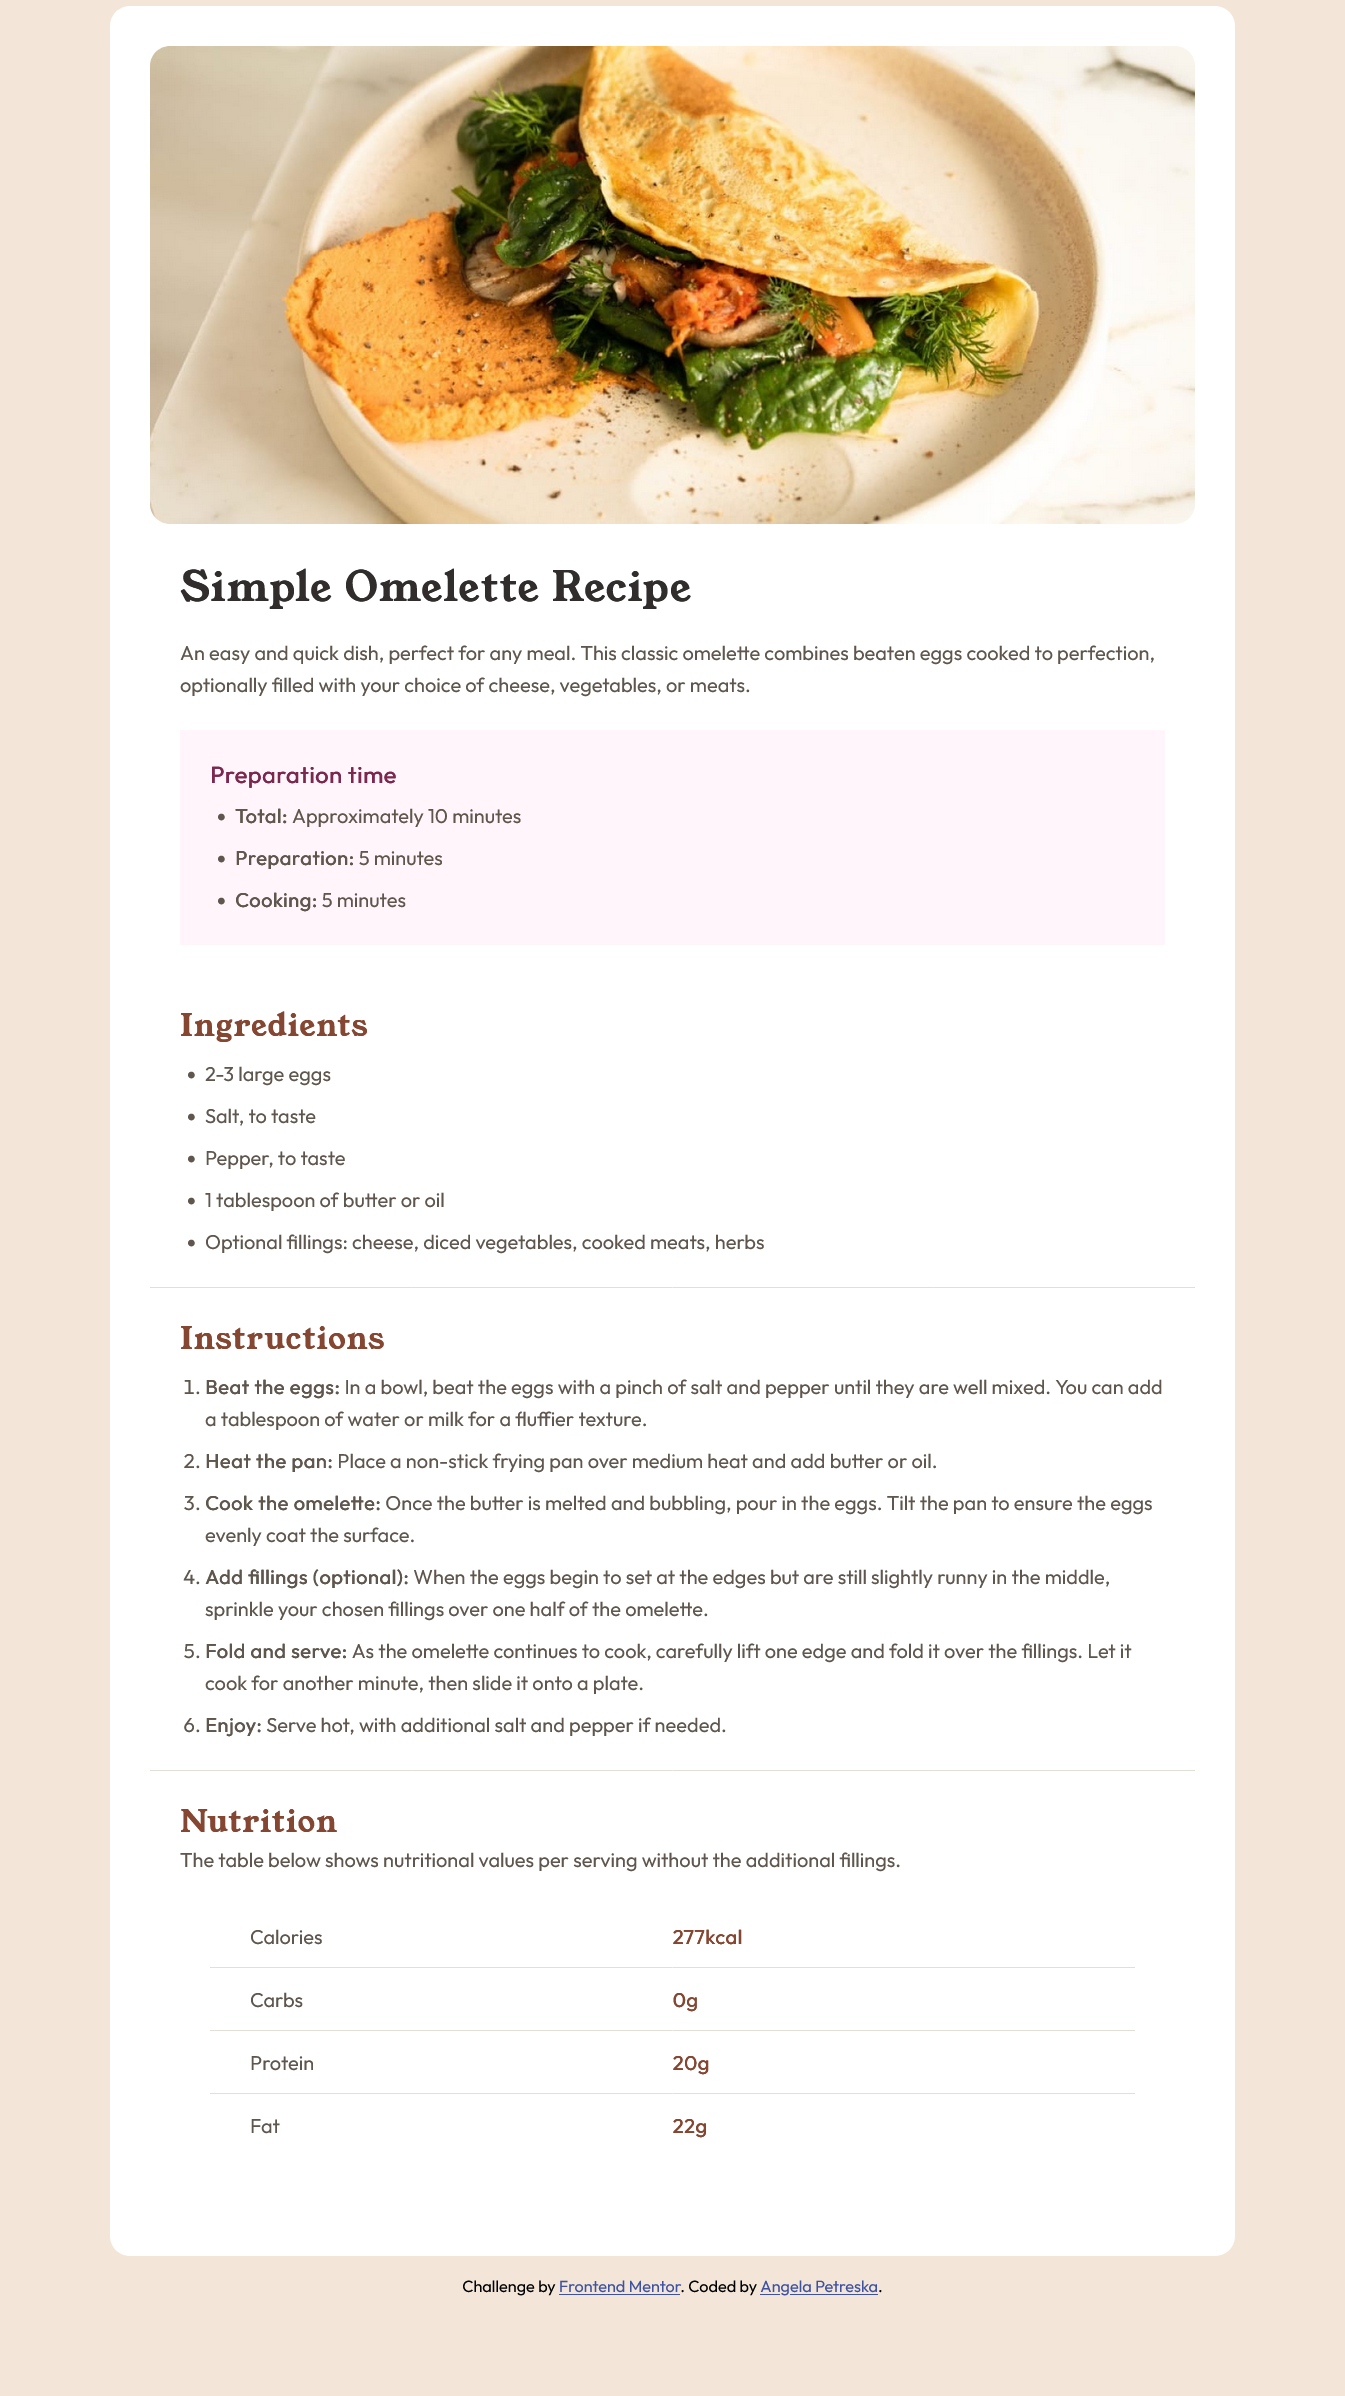 Simple Omelette Recipe
An easy and quick dish, perfect for any meal. This classic omelette combines beaten eggs cooked to perfection,
optionally filled with your choice of cheese, vegetables, or meats.
Preparation time
• Total: Approximately 10 minutes
• Preparation: 5 minutes
• Cooking: 5 minutes
Ingredients
• 2-3 large eggs
• Salt, to taste
• Pepper, to taste
• 1 tablespoon of butter or oil
• Optional fillings: cheese, diced vegetables, cooked meats, herbs
Instructions
1. Beat the eggs: In a bowl, beat the eggs with a pinch of salt and pepper until they are well mixed. You can add
a tablespoon of water or milk for a fluffier texture.
2. Heat the pan: Place a non-stick frying pan over medium heat and add butter or oil.
3. Cook the omelette: Once the butter is melted and bubbling, pour in the eggs. Tilt the pan to ensure the eggs
evenly coat the surface.
4. Add fillings (optional): When the eggs begin to set at the edges but are still slightly runny in the middle,
sprinkle your chosen fillings over one half of the omelette.
5. Fold and serve: As the omelette continues to cook, carefully lift one edge and fold it over the fillings. Let it
cook for another minute, then slide it onto a plate.
6. Enjoy: Serve hot, with additional salt and pepper if needed.
Nutrition
The table below shows nutritional values per serving without the additional fillings.
Calories 277kcal
Carbs 0g
Protein 20g
Fat 22g
Challenge by Frontend Mentor. Coded by Angela Petreska.